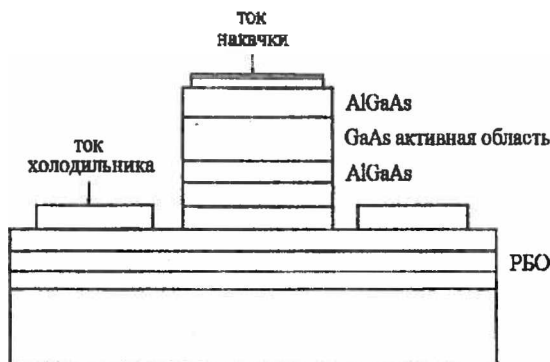 ток
накачки
AlGaAs
GaAs активная область
AlGaAs
ток
холодильника
РБО